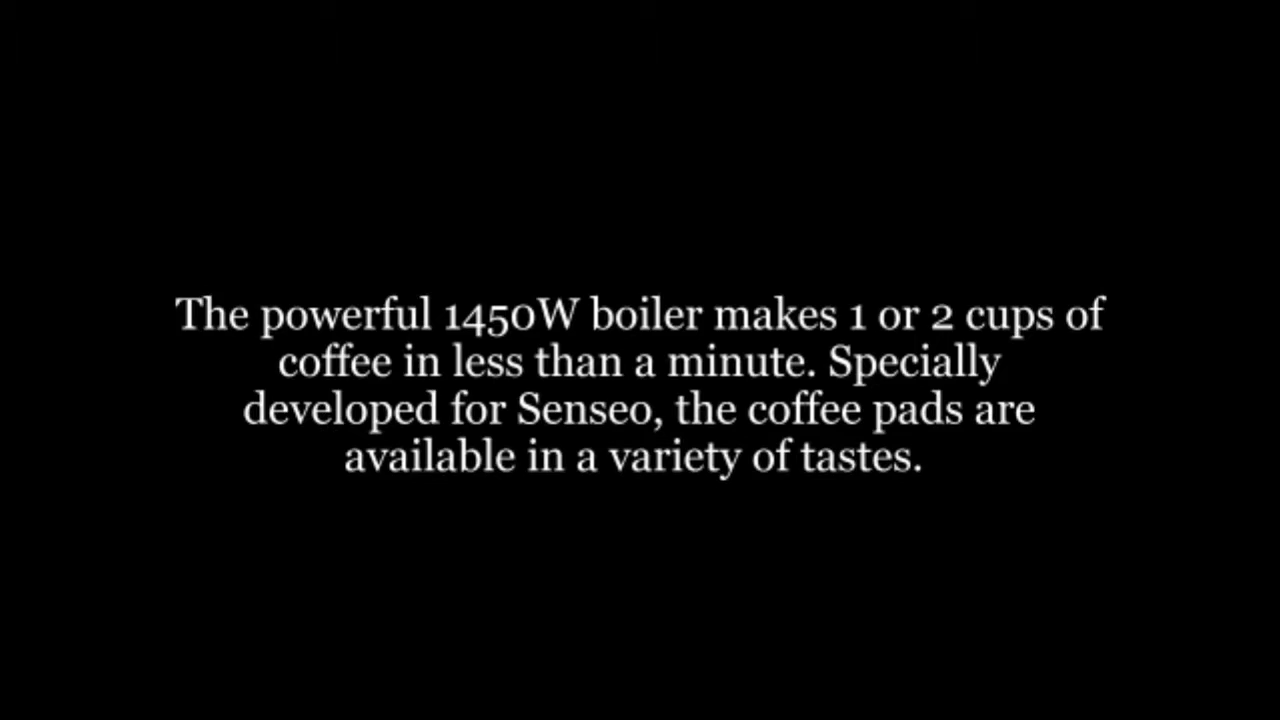 The powerful 1450W boiler makes 1 or 2 cups of
coffee in less than a minute. Specially
developed for Senseo, the coffee pads are
available in a variety of tastes.